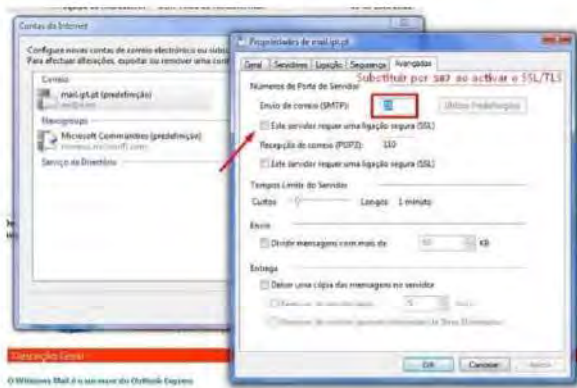 Contas da Internet
Configure novas contas de correio electrónico ou
Para efectuar alterações, exportar ou remover uma
Correio
mail.ipt.pt (predefinição)
Newsgroups
Microsoft Communities (predefinição)
Serviço de Directório
Propriedades de mail.ipt.pt
Geral Servidores Ligação Segurança Avançadas
Substituir por 587 ao activar o SSL/TLS
Números de Porta do Servidor
Envio de correio (SMTP): 25 Utilizar Predefinições
Este servidor requer uma ligação segura (SSL)
Recepção de correio (POP3): 110
Este servidor requer uma ligação segura (SSL)
Tempos Limite do Servidor
Curtos Longos 1 minuto
Envio
Dividir mensagens com mais de KB
Entrega
Deixar uma cópia das mensagens no servidor
OK Cancelar
Descrição Geral
O Windows Mail é o sucessor do Outlook Express